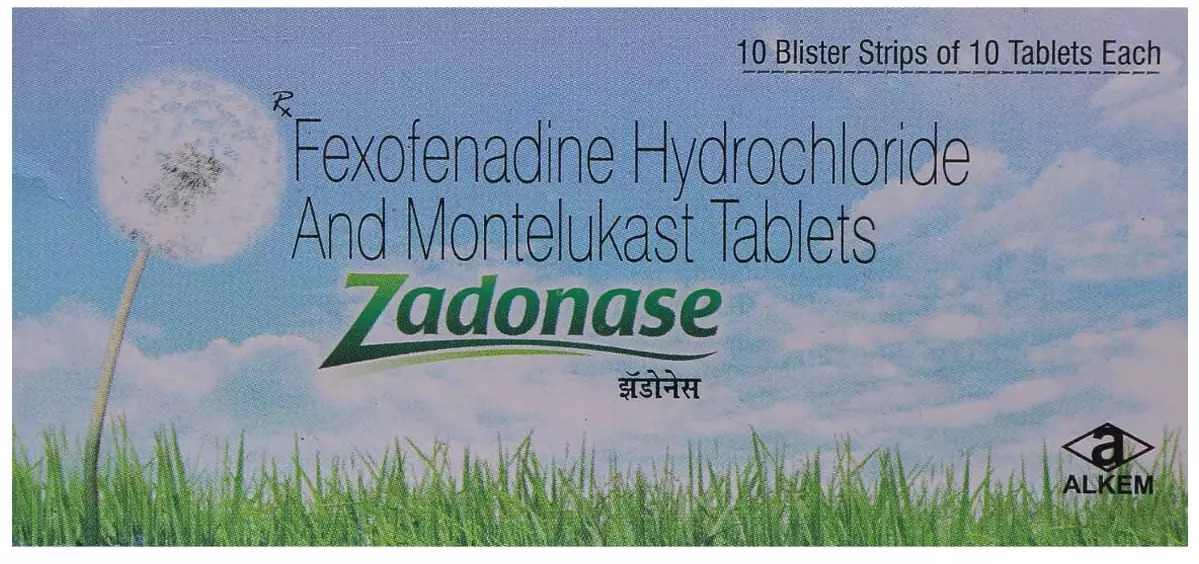 10 Blister Strips of 10 Tablets Each
Rx
Fexofenadine Hydrochloride
And Montelukast Tablets
Zadonase
झॅडोनेस
a
ALKEM